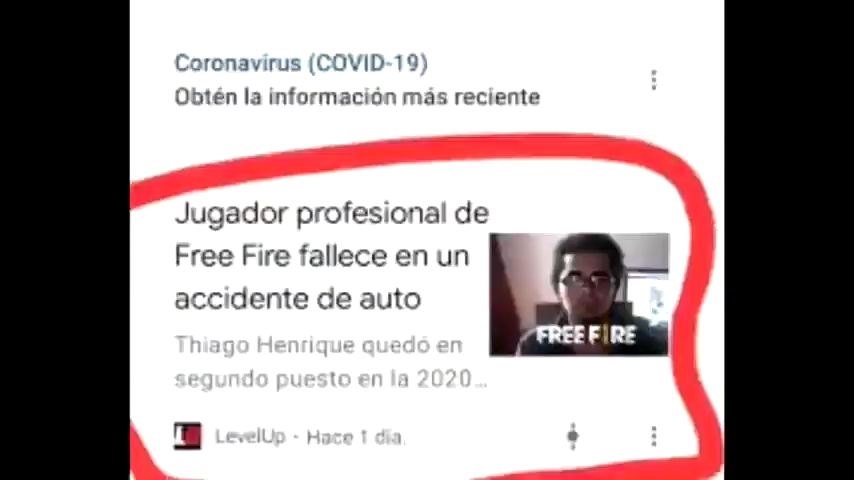 Coronavirus (COVID-19)
Obtén la información más reciente
Jugador profesional de
Free Fire fallece en un
accidente de auto
FREE FIRE
Thiago Henrique quedó en
segundo puesto en la 2020...
LevelUp · Hace 1 día.